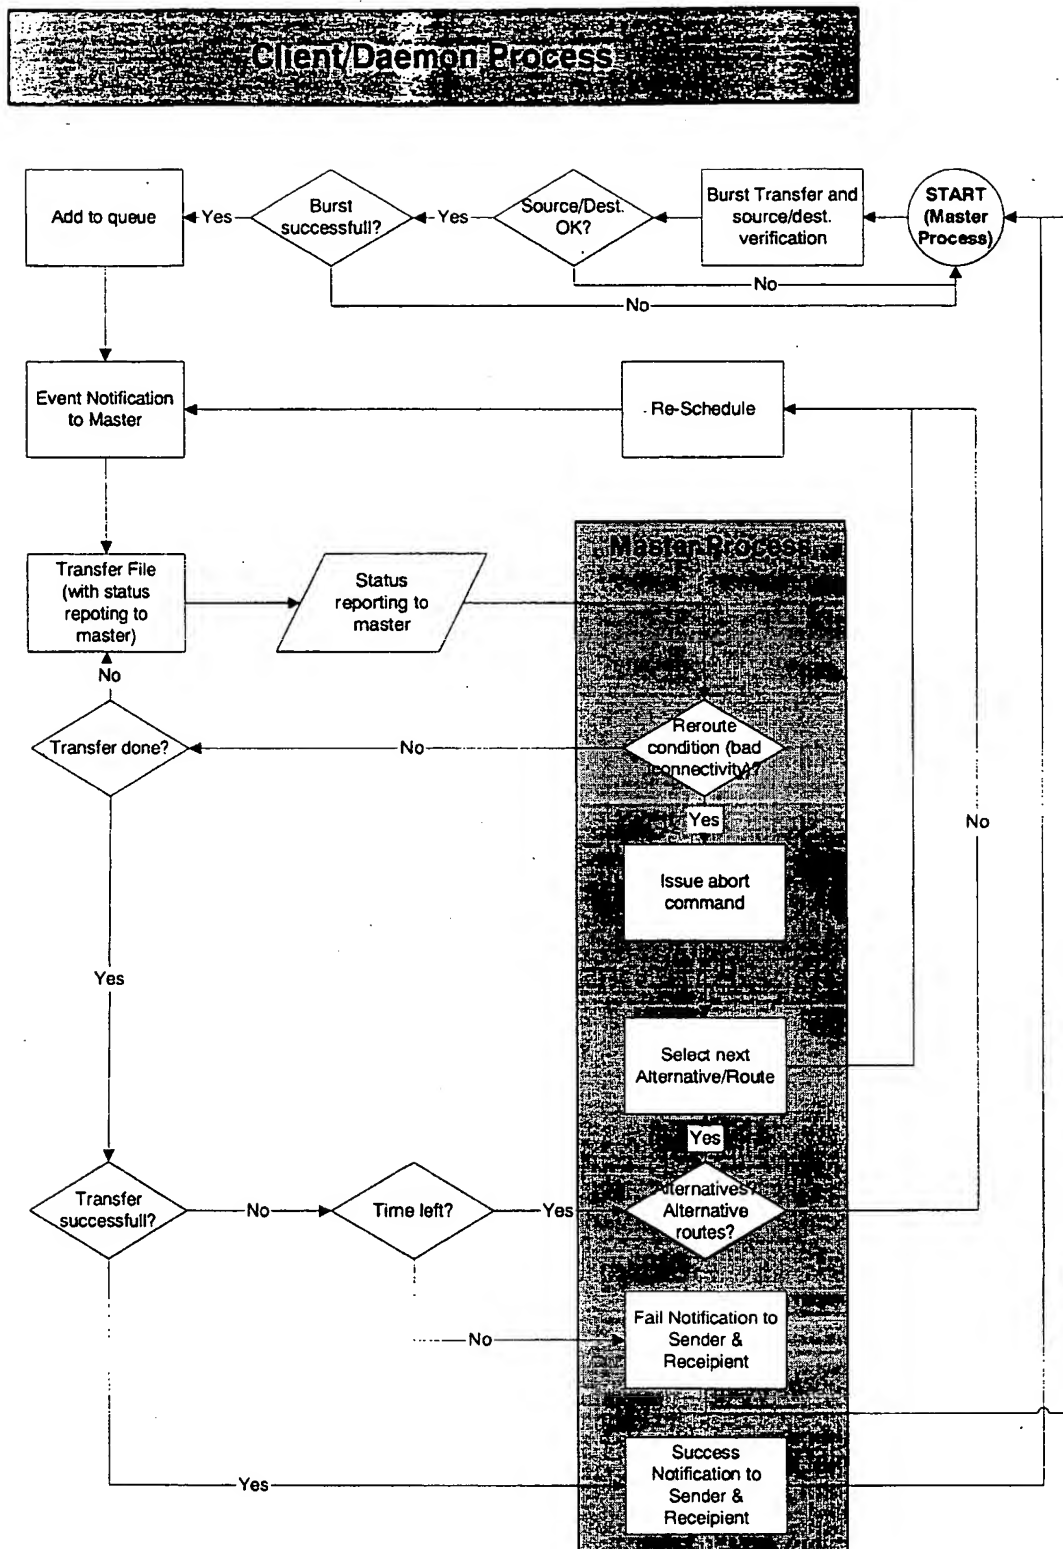 Client/Daemon Process
Add to queue
Yes
Burst
successfull?
Yes
Source/Dest.
OK?
Burst Transfer and
source/dest.
verification
START
(Master
Process)
No
No
Event Notification
to Master
Re-Schedule
Master Process
Transfer File
(with status
repoting to
master)
Status
reporting to
master
No
Transfer done?
No
Reroute
condition (bad
connectivity)?
Yes
No
Issue abort
command
Yes
Select next
Alternative/Route
Yes
Transfer
successfull?
No
Time left?
Yes
Alternatives?
Alternative
routes?
No
Fail Notification to
Sender &
Receipient
Yes
Success
Notification to
Sender &
Receipient